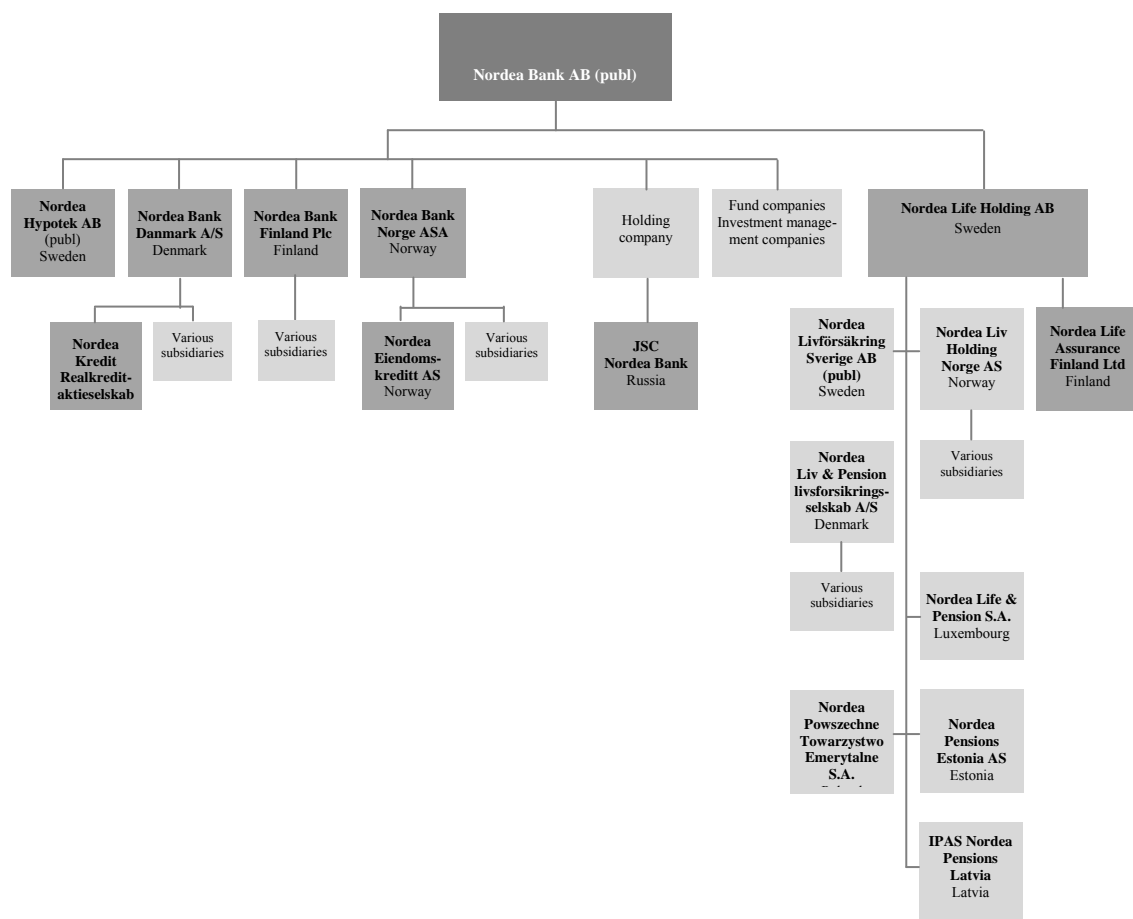 Nordea Bank AB (publ)
Nordea
Hypotek AB
(publ)
Sweden
Nordea Bank
Danmark A/S
Denmark
Nordea Bank
Finland Plc
Finland
Nordea Bank
Norge ASA
Norway
Holding
company
Fund companies
Investment manage-
ment companies
Nordea Life Holding AB
Sweden
Nordea
Kredit
Realkredit-
aktieselskab
Various
subsidiaries
Various
subsidiaries
Nordea
Eiendoms-
kreditt AS
Norway
Various
subsidiaries
JSC
Nordea Bank
Russia
Nordea
Livförsäkring
Sverige AB
(publ)
Sweden
Nordea Liv
Holding
Norge AS
Norway
Nordea Life
Assurance
Finland Ltd
Finland
Nordea
Liv & Pension
livsforsikrings-
selskab A/S
Denmark
Various
subsidiaries
Various
subsidiaries
Nordea Life &
Pension S.A.
Luxembourg
Nordea
Powszechne
Towarzystwo
Emerytalne
S.A.
Nordea
Pensions
Estonia AS
Estonia
IPAS Nordea
Pensions
Latvia
Latvia